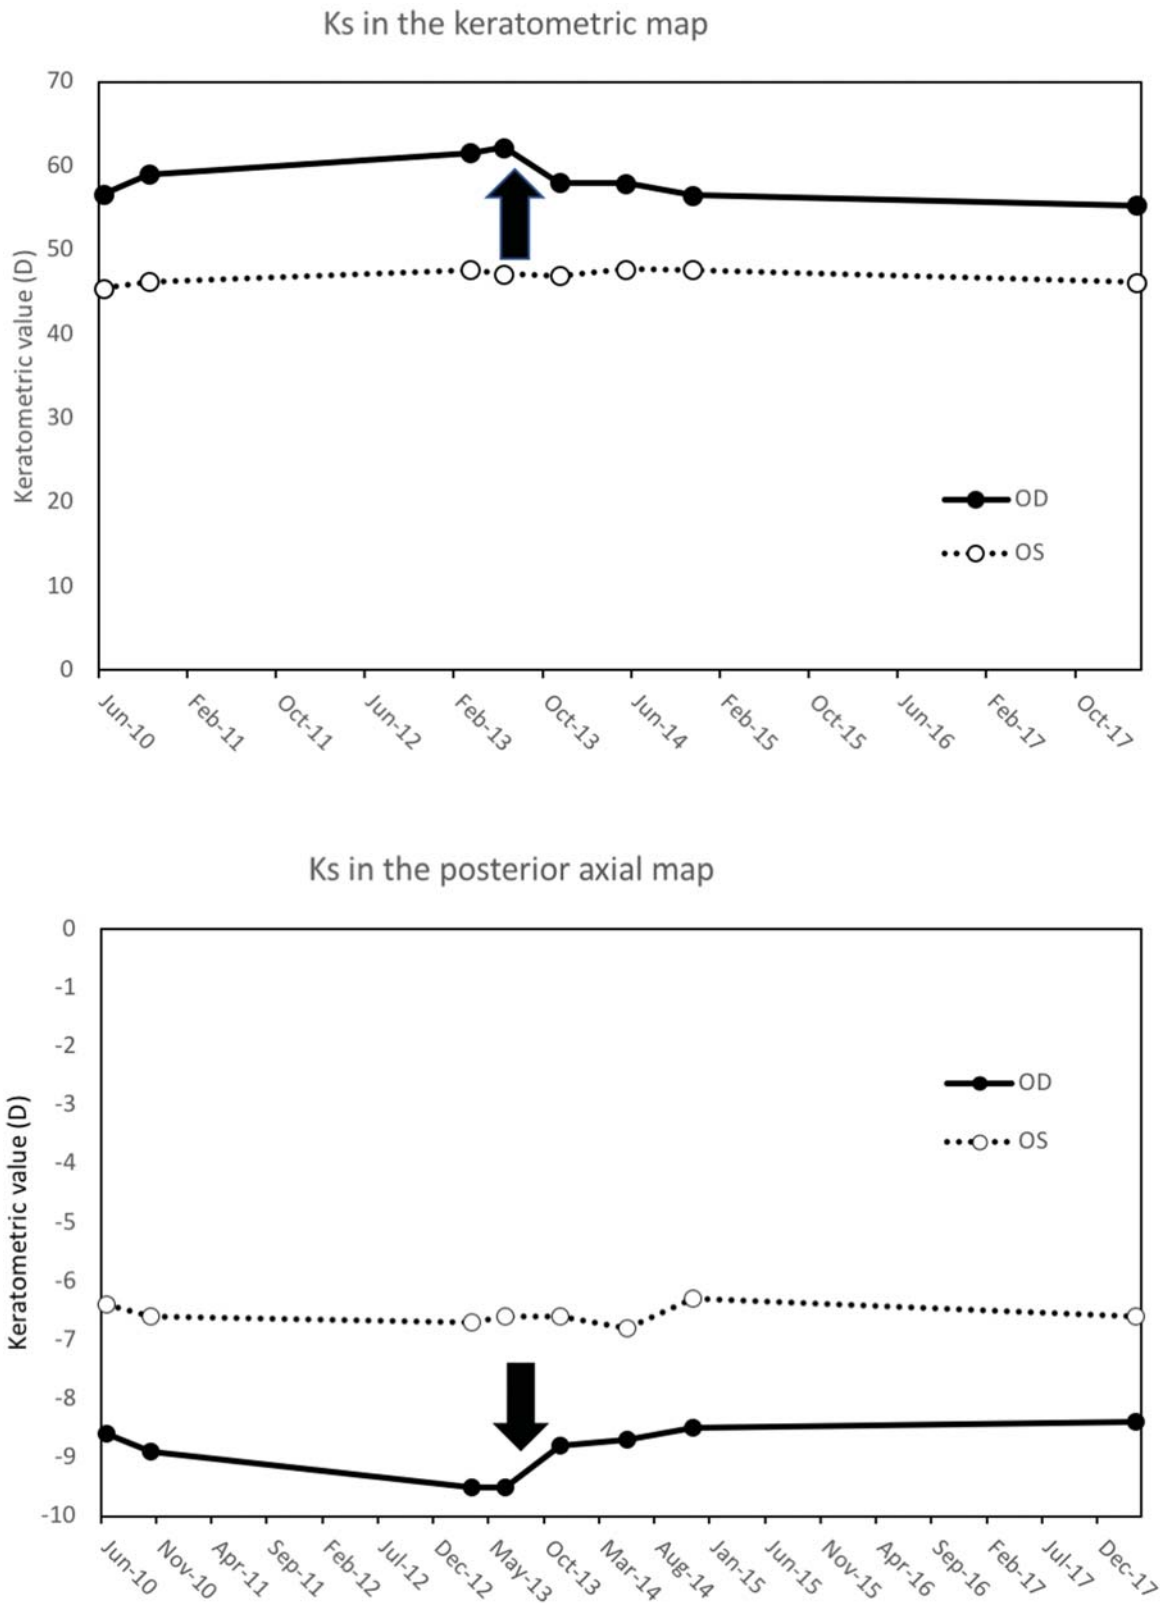 Ks in the keratometric map
Keratometric value (D)
70
60
50
40
30
20
10
0
OD
OS
Jun-10 Feb-11 Oct-11 Jun-12 Feb-13 Oct-13 Jun-14 Feb-15 Oct-15 Jun-16 Feb-17 Oct-17
Ks in the posterior axial map
Keratometric value (D)
0
-1
-2
-3
-4
-5
-6
-7
-8
-9
-10
OD
OS
Jun-10 Nov-10 Apr-11 Sep-11 Feb-12 Jul-12 Dec-12 May-13 Oct-13 Mar-14 Aug-14 Jan-15 Jun-15 Nov-15 Apr-16 Sep-16 Feb-17 Jul-17 Dec-17